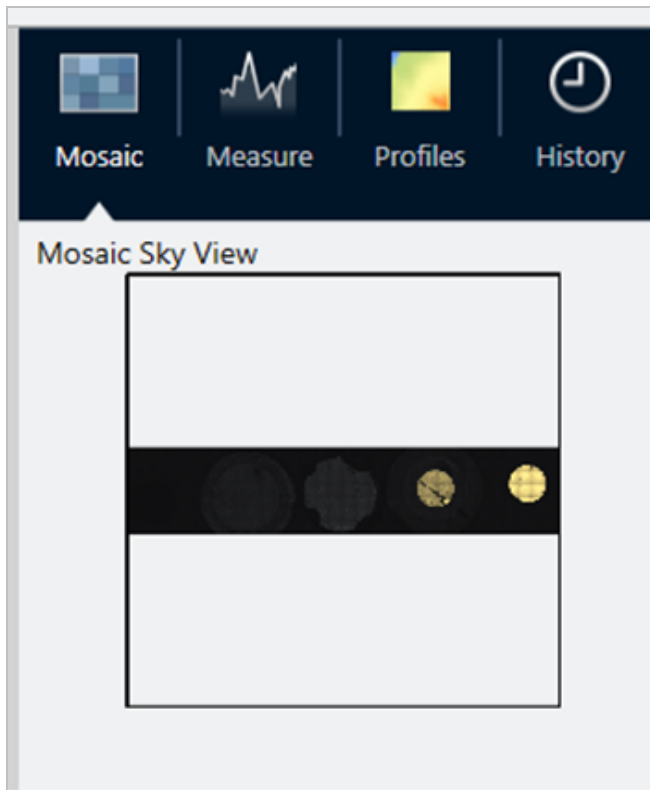 Mosaic
Measure
Profiles
History
Mosaic Sky View